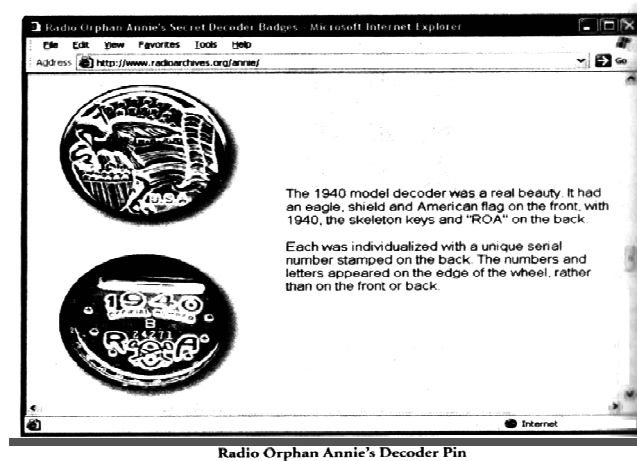 Radio Orphan Annie's Secret Decoder Badges - Microsoft Internet Explorer
File Edit View Favorites Tools Help
Address http://www.radioarchives.org/annie/ Go
USA
The 1940 model decoder was a real beauty. It had
an eagle, shield and American flag on the front, with
1940, the skeleton keys and "ROA" on the back.
Each was individualized with a unique serial
number stamped on the back. The numbers and
letters appeared on the edge of the wheel, rather
than on the front or back.
1940
SERIAL NUMBER
B
24271
R A
Internet
Radio Orphan Annie's Decoder Pin